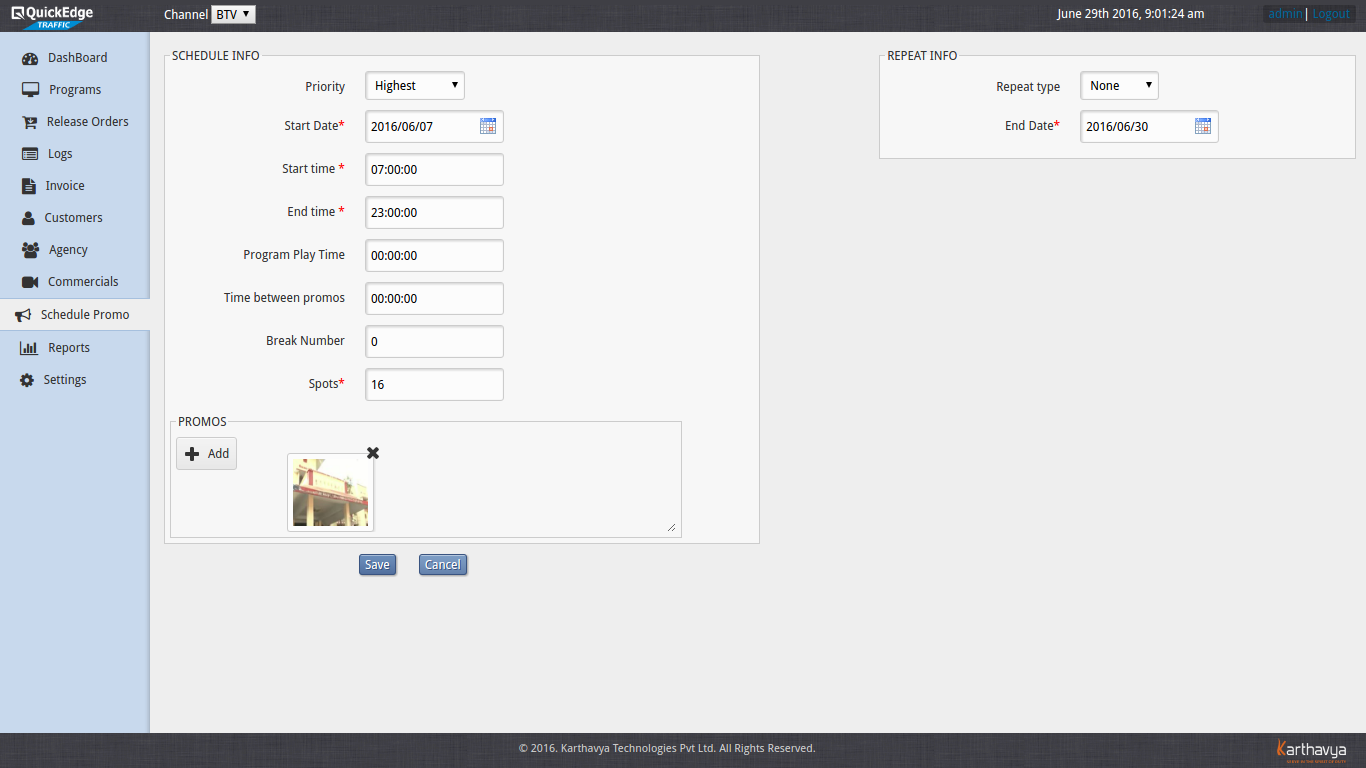 QuickEdge
TRAFFIC
Channel BTV
June 29th 2016, 9:01:24 am
admin | Logout
DashBoard
Programs
Release Orders
Logs
Invoice
Customers
Agency
Commercials
Schedule Promo
Reports
Settings
SCHEDULE INFO
Priority Highest
Start Date* 2016/06/07
Start time * 07:00:00
End time * 23:00:00
Program Play Time 00:00:00
Time between promos 00:00:00
Break Number 0
Spots* 16
PROMOS
Add
Save Cancel
REPEAT INFO
Repeat type None
End Date* 2016/06/30
© 2016. Karthavya Technologies Pvt Ltd. All Rights Reserved.
Karthavya